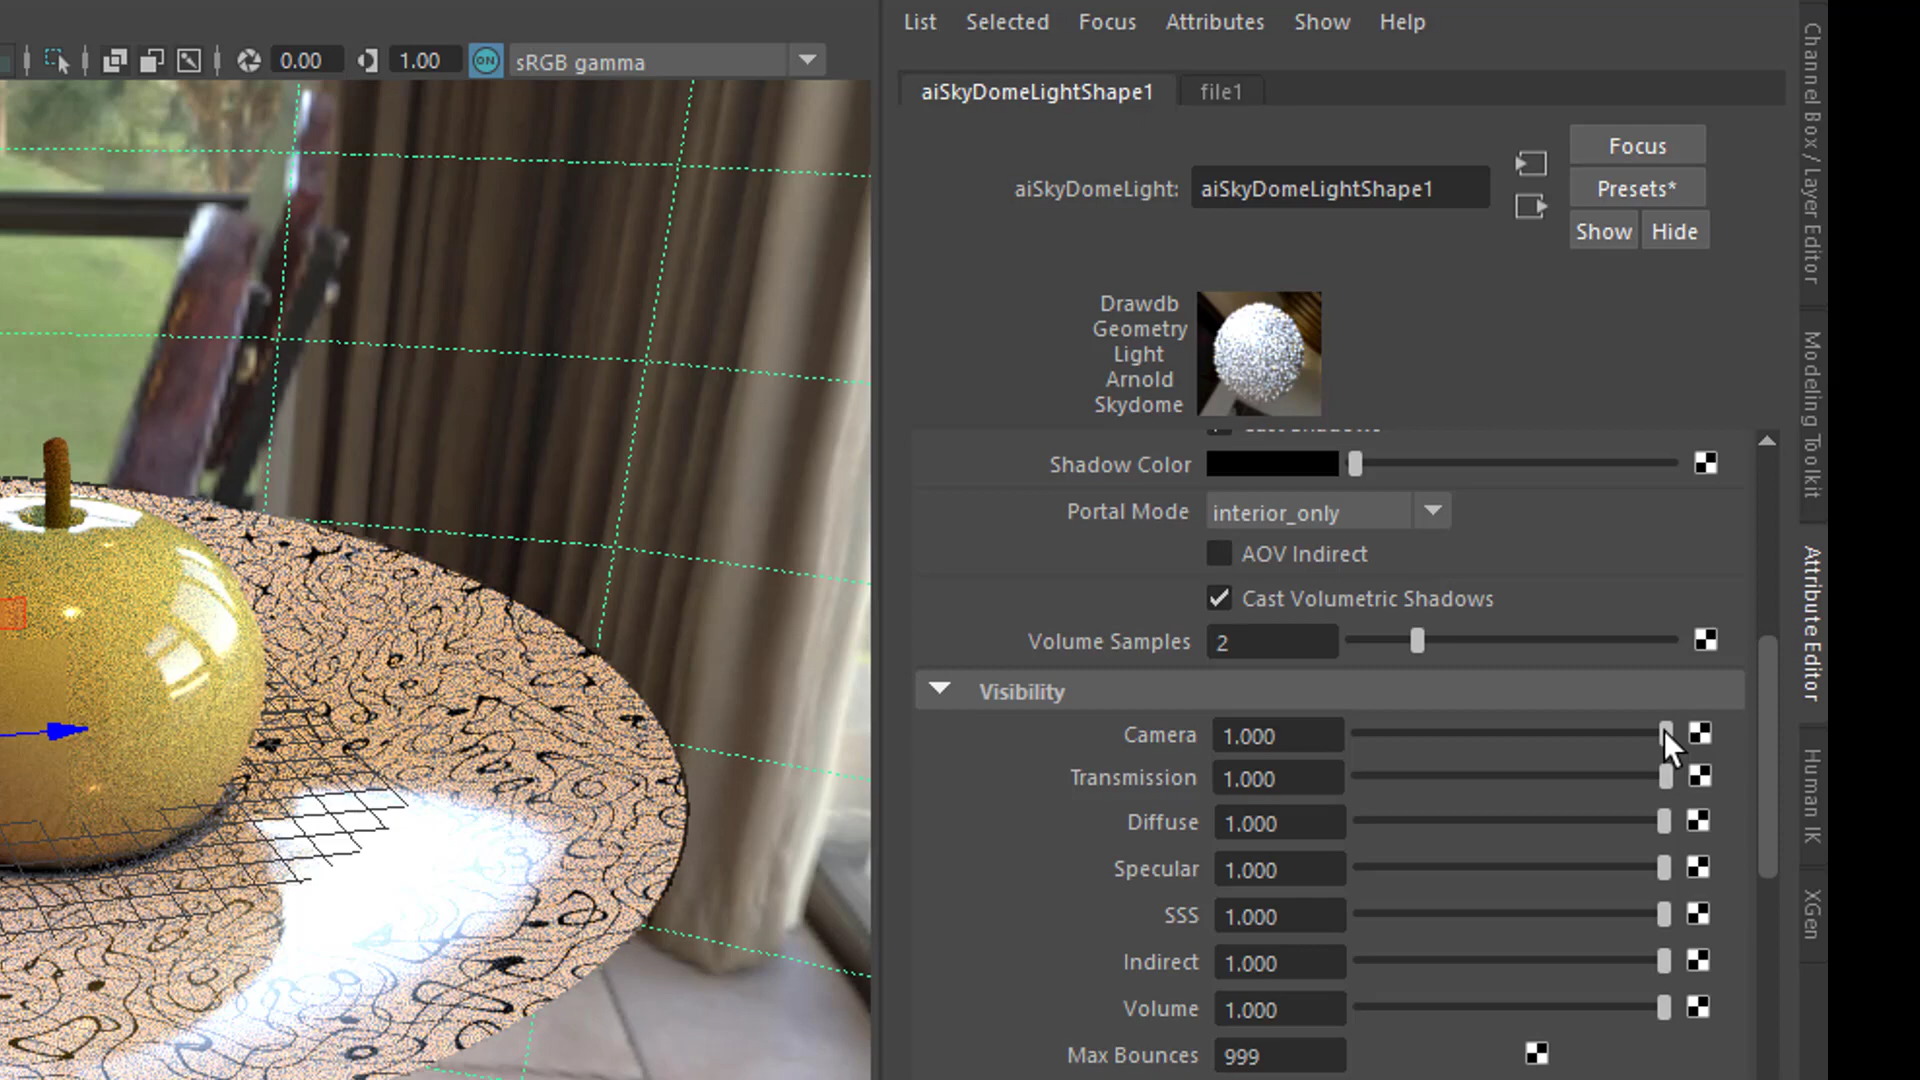 List Selected Focus Attributes Show Help
0.00 1.00 ON sRGB gamma
aiSkyDomeLightShape1 file1
Focus
aiSkyDomeLight: aiSkyDomeLightShape1
Presets*
Show Hide
Drawdb
Geometry
Light
Arnold
Skydome
Cast Shadows
Shadow Color
Portal Mode interior_only
AOV Indirect
Cast Volumetric Shadows
Volume Samples 2
Visibility
Camera 1.000
Transmission 1.000
Diffuse 1.000
Specular 1.000
SSS 1.000
Indirect 1.000
Volume 1.000
Max Bounces 999
Channel Box / Layer Editor
Modeling Toolkit
Attribute Editor
Human IK
XGen